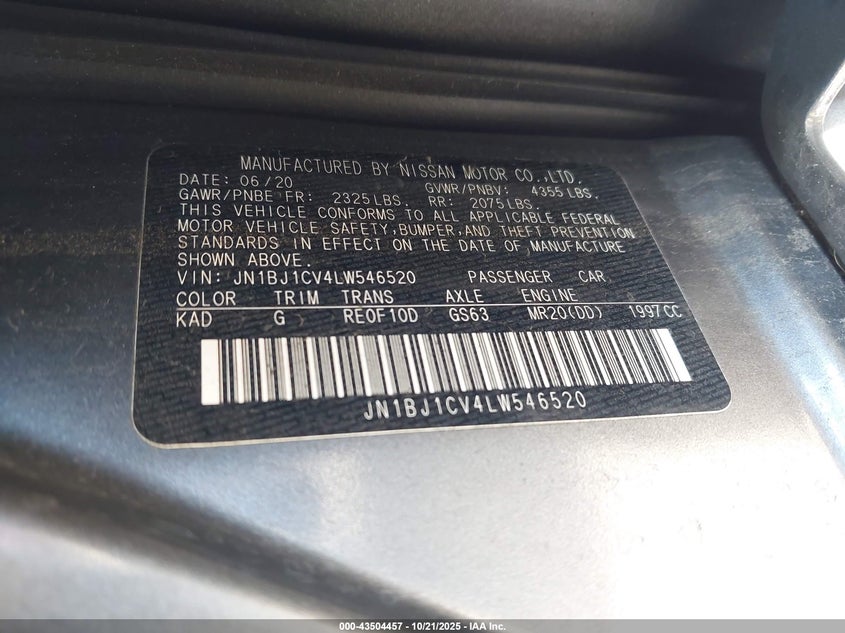 MANUFACTURED BY NISSAN MOTOR CO.,LTD.
DATE: 06/20 GVWR/PNBV: 4355 LBS.
GAWR/PNBE FR: 2325 LBS. RR: 2075 LBS.
THIS VEHICLE CONFORMS TO ALL APPLICABLE FEDERAL
MOTOR VEHICLE SAFETY,BUMPER,AND THEFT PREVENTION
STANDARDS IN EFFECT ON THE DATE OF MANUFACTURE
SHOWN ABOVE.
VIN: JN1BJ1CV4LW546520 PASSENGER CAR
COLOR TRIM TRANS AXLE ENGINE
KAD G RE0F10D GS63 MR20(DD) 1997CC
JN1BJ1CV4LW546520
000-43504457 - 10/21/2025 - IAA Inc.